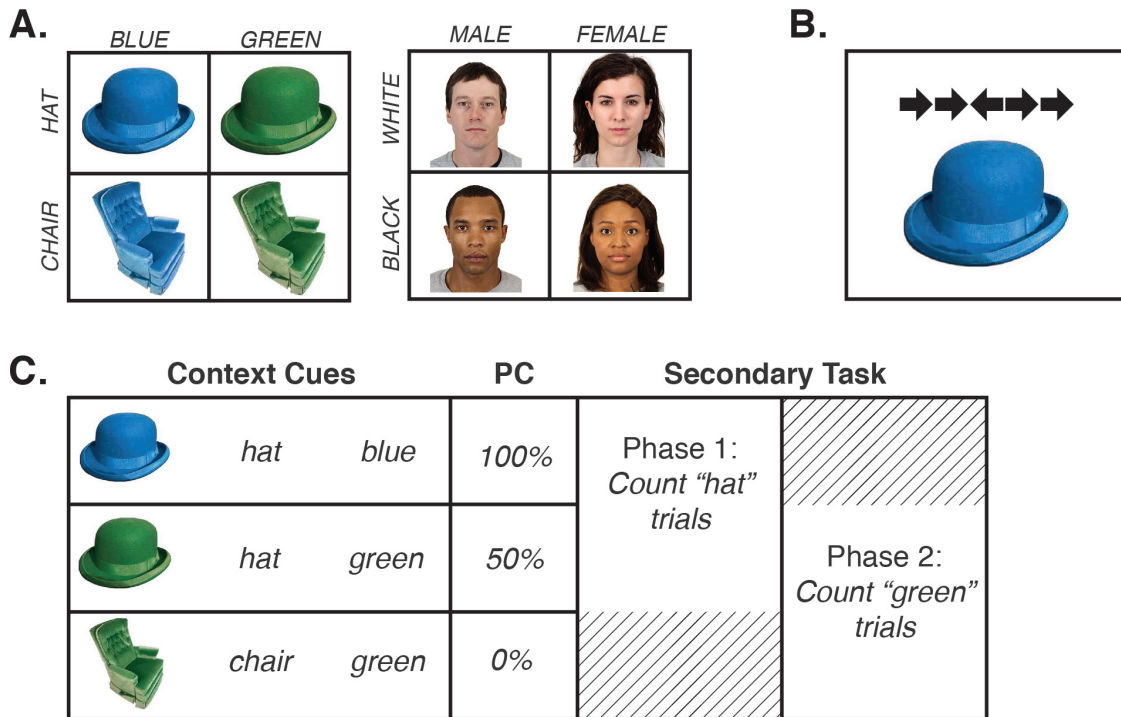 A.
BLUE GREEN
HAT
CHAIR
MALE FEMALE
WHITE
BLACK
B.
C.
Context Cues PC Secondary Task
hat blue 100%
hat green 50%
chair green 0%
Phase 1:
Count “hat”
trials
Phase 2:
Count “green”
trials